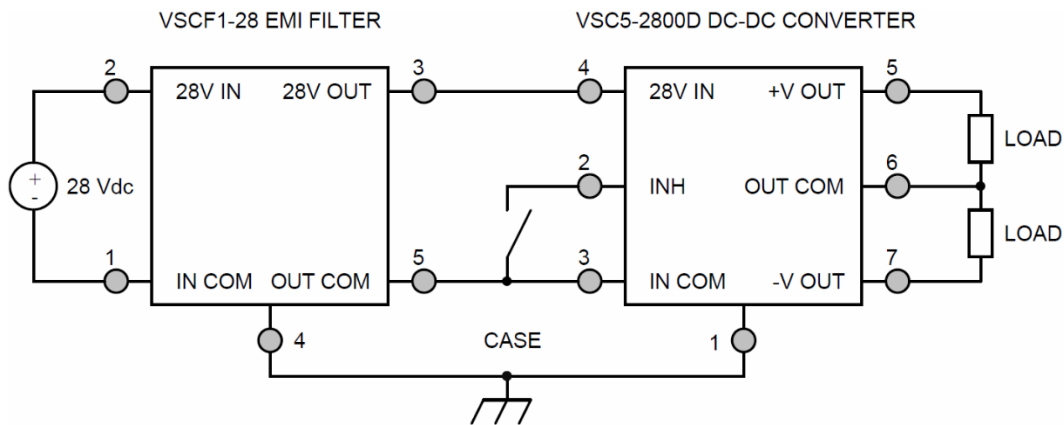 VSCF1-28 EMI FILTER
VSC5-2800D DC-DC CONVERTER
2
3
4
5
28V IN
28V OUT
28V IN
+V OUT
LOAD
+
-
28 Vdc
2
INH
OUT COM
6
LOAD
1
5
3
7
IN COM
OUT COM
IN COM
-V OUT
4
CASE
1